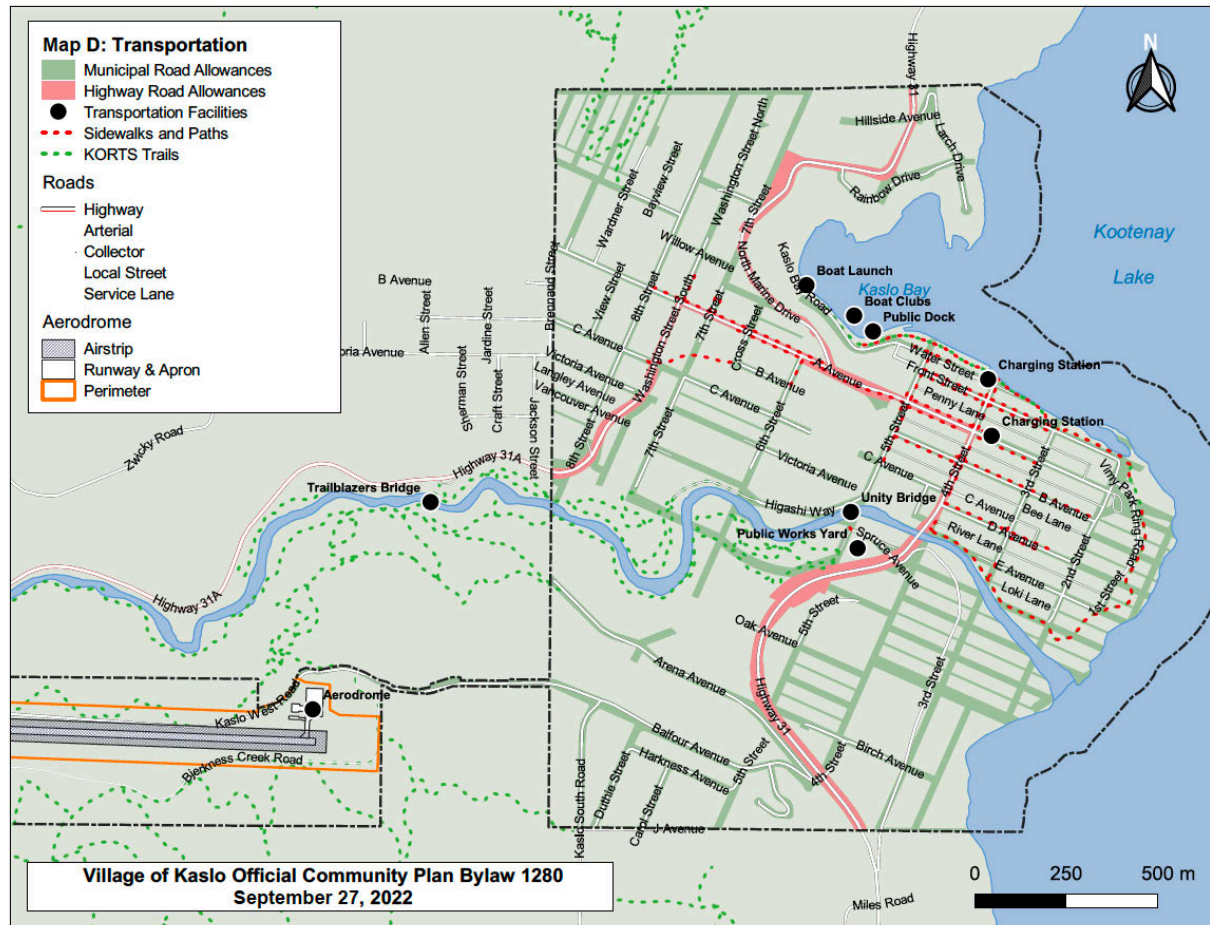 Map D: Transportation
Municipal Road Allowances
Highway Road Allowances
Transportation Facilities
Sidewalks and Paths
KORTS Trails
Roads
Highway
Arterial
Collector
Local Street
Service Lane
Aerodrome
Airstrip
Runway & Apron
Perimeter
N
Highway 31
Hillside Avenue
Larch Drive
Rainbow Drive
Kootenay
Lake
Kaslo Bay
Washington Street North
Bayview Street
Wardner Street
7th Street
Willow Avenue
North Marine Drive
Kaslo Bay Road
Boat Launch
Boat Clubs
Public Dock
B Avenue
Allen Street
Jardine Street
Brennand Street
View Street
8th Street
Washington Street South
7th Street
Cross Street
C Avenue
Victoria Avenue
Langley Avenue
Vancouver Avenue
oria Avenue
Sherman Street
Craft Street
Jackson Street
A Avenue
B Avenue
C Avenue
Water Street
Front Street
Penny Lane
Charging Station
Charging Station
5th Street
4th Street
3rd Street
6th Street
7th Street
8th Street
Victoria Avenue
C Avenue
Vimy Park Ring Road
B Avenue
Bee Lane
C Avenue
D Avenue
River Lane
E Avenue
Loki Lane
2nd Street
1st Street
Zwicky Road
Highway 31A
Trailblazers Bridge
Higashi Way
Unity Bridge
Public Works Yard
Spruce Avenue
Highway 31A
5th Street
Oak Avenue
Arena Avenue
Highway 31
3rd Street
Aerodrome
Kaslo West Road
Bjerkness Creek Road
Balfour Avenue
Harkness Avenue
5th Street
4th Street
Birch Avenue
Duthie Street
Carol Street
Kaslo South Road
J Avenue
Miles Road
Village of Kaslo Official Community Plan Bylaw 1280
September 27, 2022
0 250 500 m